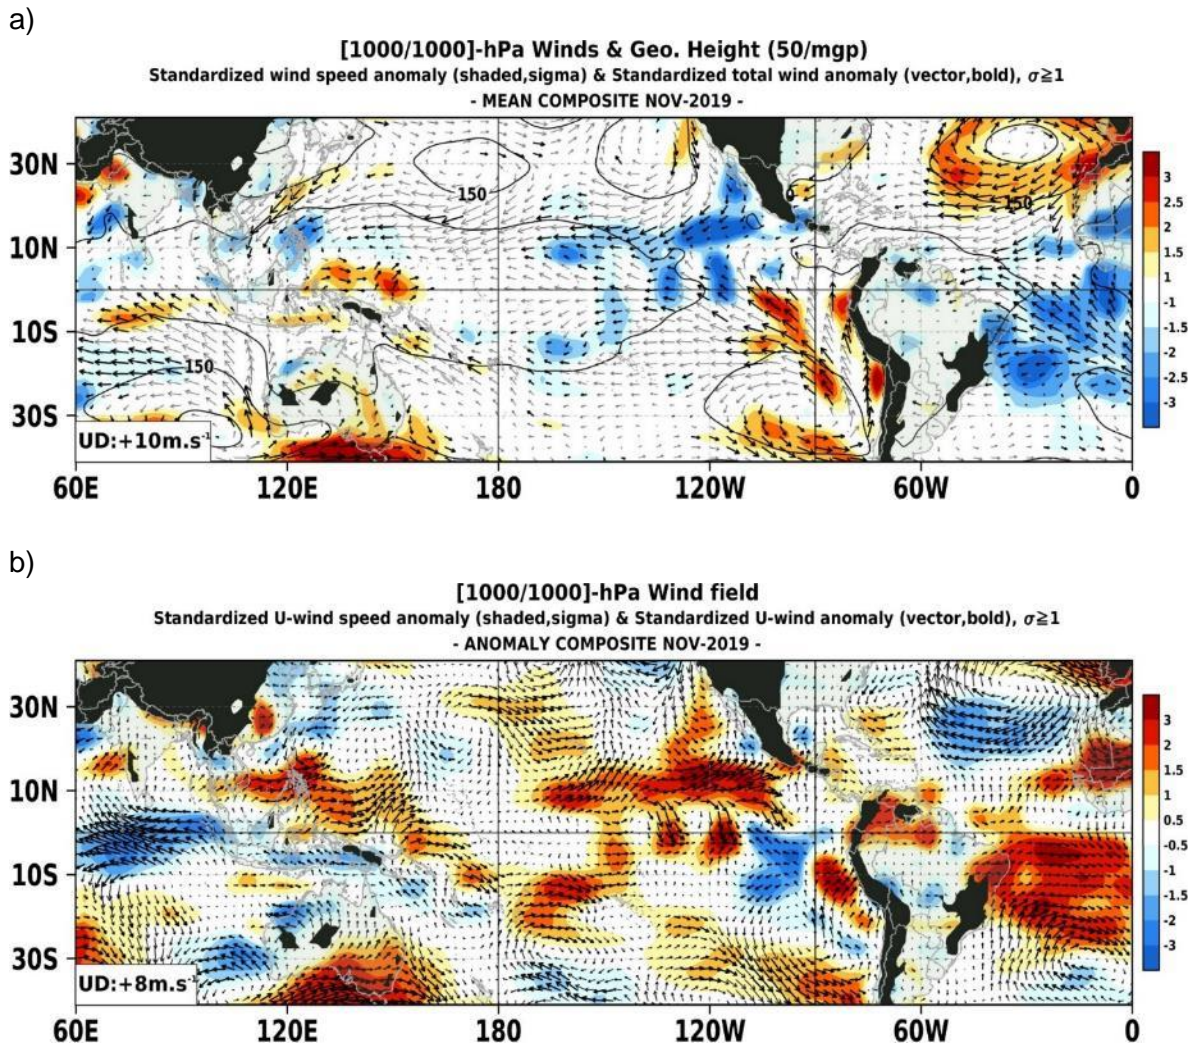 a)
[1000/1000]-hPa Winds & Geo. Height (50/mgp)
Standardized wind speed anomaly (shaded,sigma) & Standardized total wind anomaly (vector,bold), σ≧1
- MEAN COMPOSITE NOV-2019 -
30N
10N
10S
30S
150
0
150
150
UD:+10m.s⁻¹
60E 120E 180 120W 60W 0
3
2.5
2
1.5
1
-1
-1.5
-2
-2.5
-3
b)
[1000/1000]-hPa Wind field
Standardized U-wind speed anomaly (shaded,sigma) & Standardized U-wind anomaly (vector,bold), σ≧1
- ANOMALY COMPOSITE NOV-2019 -
30N
10N
10S
30S
UD:+8m.s⁻¹
60E 120E 180 120W 60W 0
3
2
1.5
1
0.5
-0.5
-1
-1.5
-2
-3